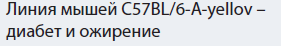 Линия мышей C57BL/6-A-yellov –
диабет и ожирение